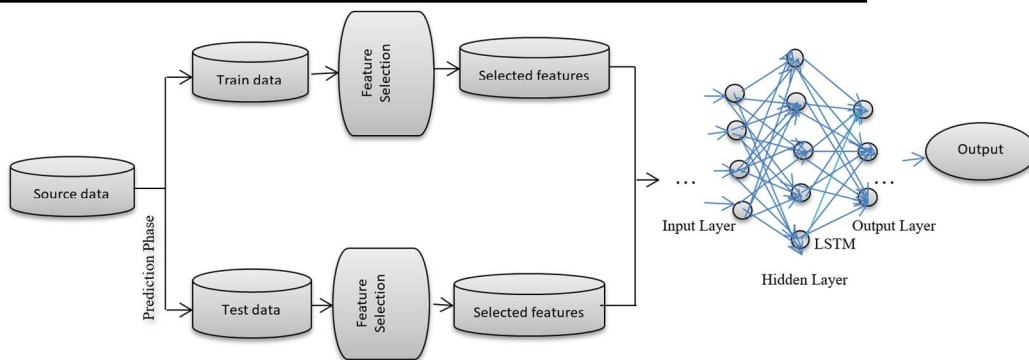 Source data
Prediction Phase
Train data
Feature
Selection
Selected features
Test data
Feature
Selection
Selected features
...
Input Layer
LSTM
Hidden Layer
...
Output Layer
Output